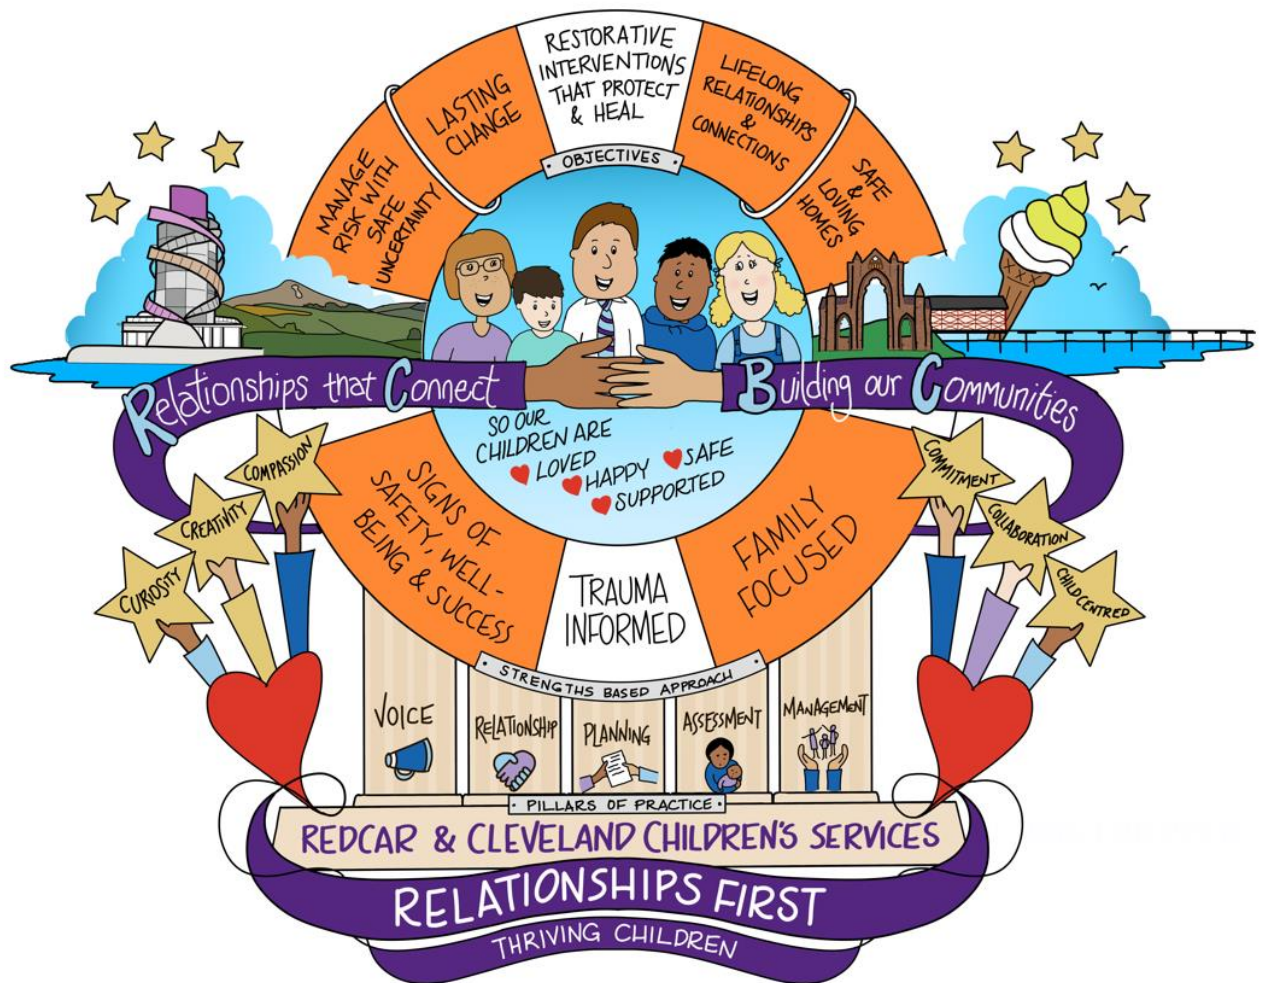 RESTORATIVE
INTERVENTIONS
THAT PROTECT
& HEAL
LASTING
CHANGE
MANAGE
RISK WITH
SAFE
UNCERTAINTY
LIFELONG
RELATIONSHIPS
&
CONNECTIONS
SAFE
&
LOVING
HOMES
· OBJECTIVES ·
Relationships that Connect
Building our Communities
SO OUR
CHILDREN ARE
LOVED
HAPPY
SAFE
SUPPORTED
COMPASSION
CREATIVITY
CURIOSITY
COMMITMENT
COLLABORATION
CHILD CENTRED
SIGNS OF
SAFETY, WELL-
BEING & SUCCESS
TRAUMA
INFORMED
FAMILY
FOCUSED
· STRENGTHS BASED APPROACH ·
VOICE
RELATIONSHIP
PLANNING
ASSESSMENT
MANAGEMENT
· PILLARS OF PRACTICE ·
REDCAR & CLEVELAND CHILDREN'S SERVICES
RELATIONSHIPS FIRST
THRIVING CHILDREN